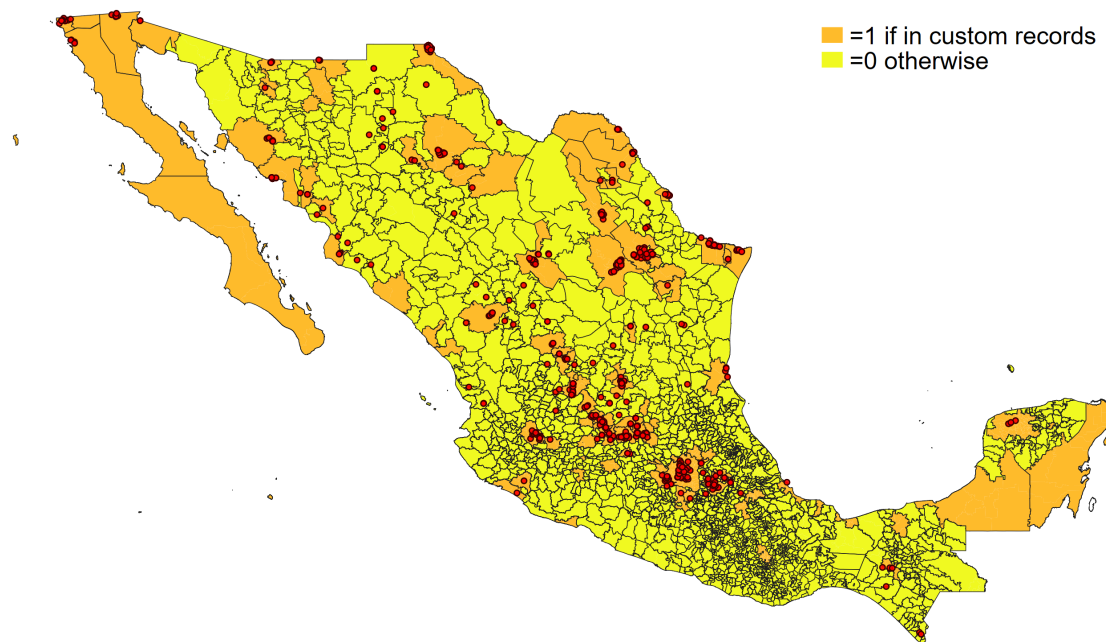 =1 if in custom records
=0 otherwise